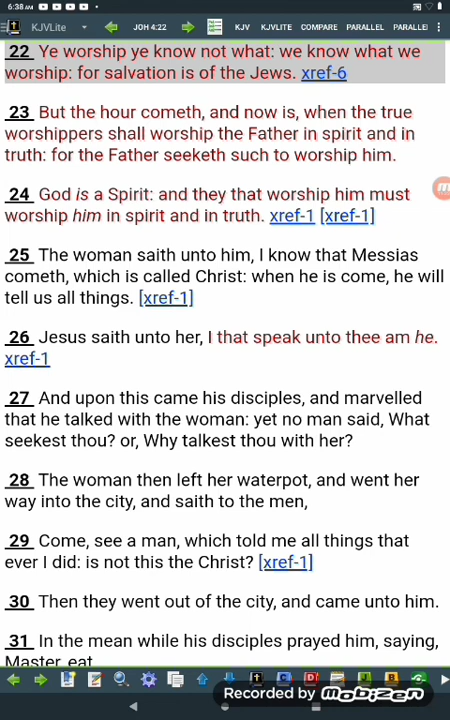 6:38 AM
KJVLite JOH 4:22 KJV KJVLITE COMPARE PARALLEL PARALLEL
22 Ye worship ye know not what: we know what we
worship: for salvation is of the Jews. xref-6
23 But the hour cometh, and now is, when the true
worshippers shall worship the Father in spirit and in
truth: for the Father seeketh such to worship him.
24 God is a Spirit: and they that worship him must
worship him in spirit and in truth. xref-1 [xref-1]
25 The woman saith unto him, I know that Messias
cometh, which is called Christ: when he is come, he will
tell us all things. [xref-1]
26 Jesus saith unto her, I that speak unto thee am he.
xref-1
27 And upon this came his disciples, and marvelled
that he talked with the woman: yet no man said, What
seekest thou? or, Why talkest thou with her?
28 The woman then left her waterpot, and went her
way into the city, and saith to the men,
29 Come, see a man, which told me all things that
ever I did: is not this the Christ? [xref-1]
30 Then they went out of the city, and came unto him.
31 In the mean while his disciples prayed him, saying,
Master, eat
Recorded by Mobizen